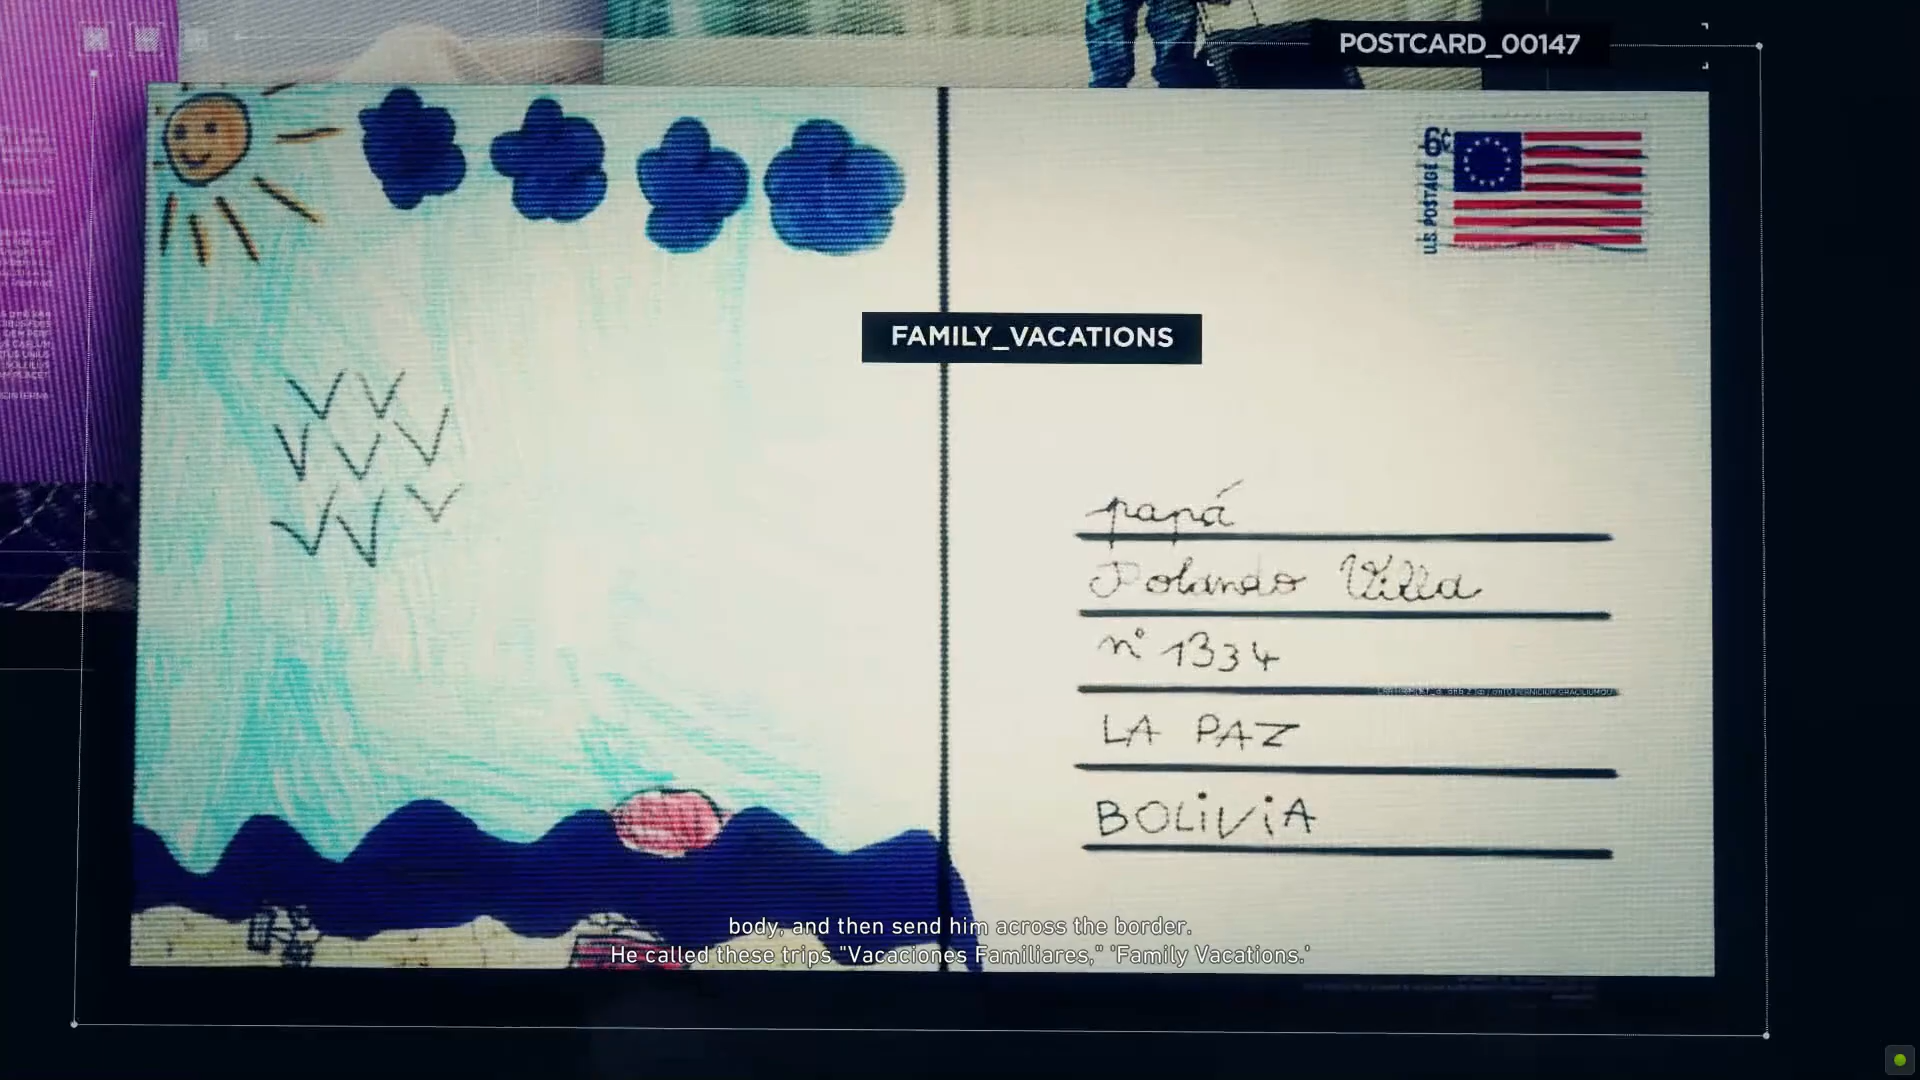 POSTCARD_00147
6¢
U.S. POSTAGE
FAMILY_VACATIONS
papá
Rolando Villa
n° 1334
LA PAZ
BOLiViA
body, and then send him across the border.
He called these trips "Vacaciones Familiares," 'Family Vacations.'